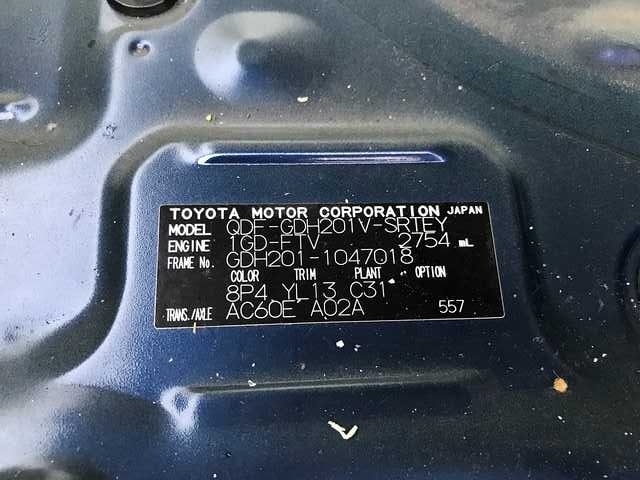 TOYOTA MOTOR CORPORATION JAPAN
MODEL QDF-GDH201V-SRTEY
ENGINE 1GD-FTV 2754 mL
FRAME No. GDH201-1047018
COLOR TRIM PLANT OPTION
8P4 YL13 C31
TRANS./AXLE AC60E A02A 557